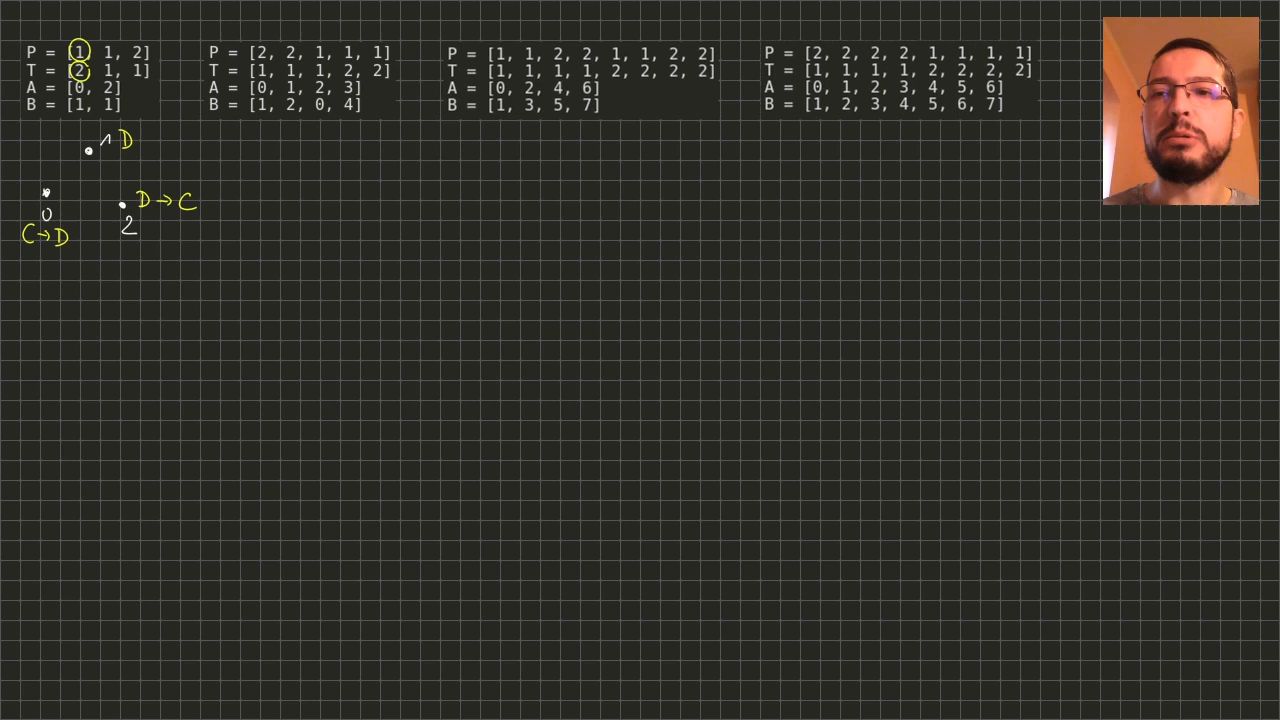 P = [1, 1, 2]
T = [2, 1, 1]
A = [0, 2]
B = [1, 1]
P = [2, 2, 1, 1, 1]
T = [1, 1, 1, 2, 2]
A = [0, 1, 2, 3]
B = [1, 2, 0, 4]
P = [1, 1, 2, 2, 1, 1, 2, 2]
T = [1, 1, 1, 1, 2, 2, 2, 2]
A = [0, 2, 4, 6]
B = [1, 3, 5, 7]
P = [2, 2, 2, 2, 1, 1, 1, 1]
T = [1, 1, 1, 1, 2, 2, 2, 2]
A = [0, 1, 2, 3, 4, 5, 6]
B = [1, 2, 3, 4, 5, 6, 7]
1 D
D → C
0
2
C → D